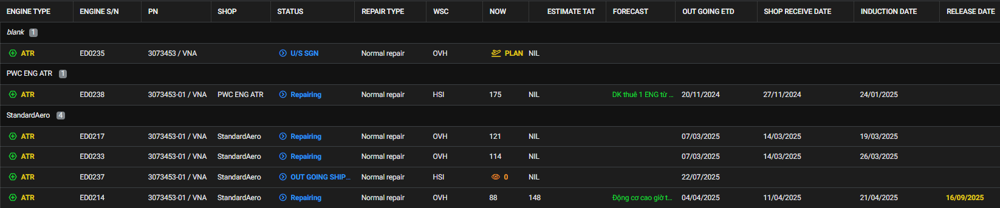 ENGINE TYPE ENGINE S/N PN SHOP STATUS REPAIR TYPE WSC NOW ESTIMATE TAT FORECAST OUT GOING ETD SHOP RECEIVE DATE INDUCTION DATE RELEASE DATE
blank 1
ATR ED0235 3073453 / VNA U/S SGN Normal repair OVH PLAN NIL
PWC ENG ATR 1
ATR ED0238 3073453-01 / VNA PWC ENG ATR Repairing Normal repair HSI 175 NIL DK thuê 1 ENG từ ... 20/11/2024 27/11/2024 24/01/2025
StandardAero 4
ATR ED0217 3073453-01 / VNA StandardAero Repairing Normal repair OVH 121 NIL 07/03/2025 14/03/2025 19/03/2025
ATR ED0233 3073453-01 / VNA StandardAero Repairing Normal repair OVH 114 NIL 07/03/2025 14/03/2025 26/03/2025
ATR ED0237 3073453-01 / VNA StandardAero OUT GOING SHIP... Normal repair HSI 0 NIL 22/07/2025
ATR ED0214 3073453-01 / VNA StandardAero Repairing Normal repair OVH 88 148 Động cơ cao giờ t... 04/04/2025 11/04/2025 21/04/2025 16/09/2025